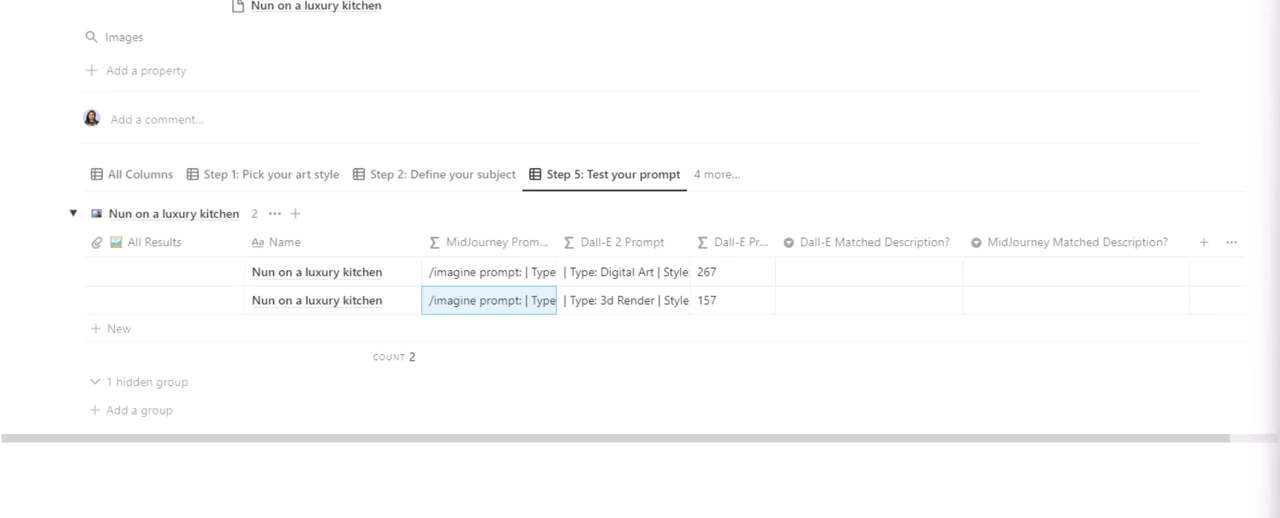 Nun on a luxury kitchen
Images
Add a property
Add a comment...
All Columns Step 1: Pick your art style Step 2: Define your subject Step 5: Test your prompt 4 more...
Nun on a luxury kitchen 2
All Results Aa Name MidJourney Prom... Dall-E 2 Prompt Dall-E Pr... Dall-E Matched Description? MidJourney Matched Description?
Nun on a luxury kitchen /imagine prompt: | Type | Type: Digital Art | Style 267
Nun on a luxury kitchen /imagine prompt: | Type | Type: 3d Render | Style 157
New
COUNT 2
1 hidden group
Add a group